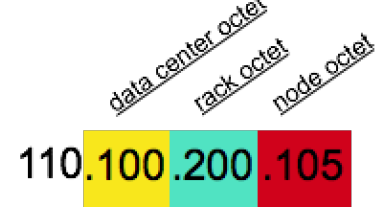 data center octet
rack octet
node octet
110.100.200.105